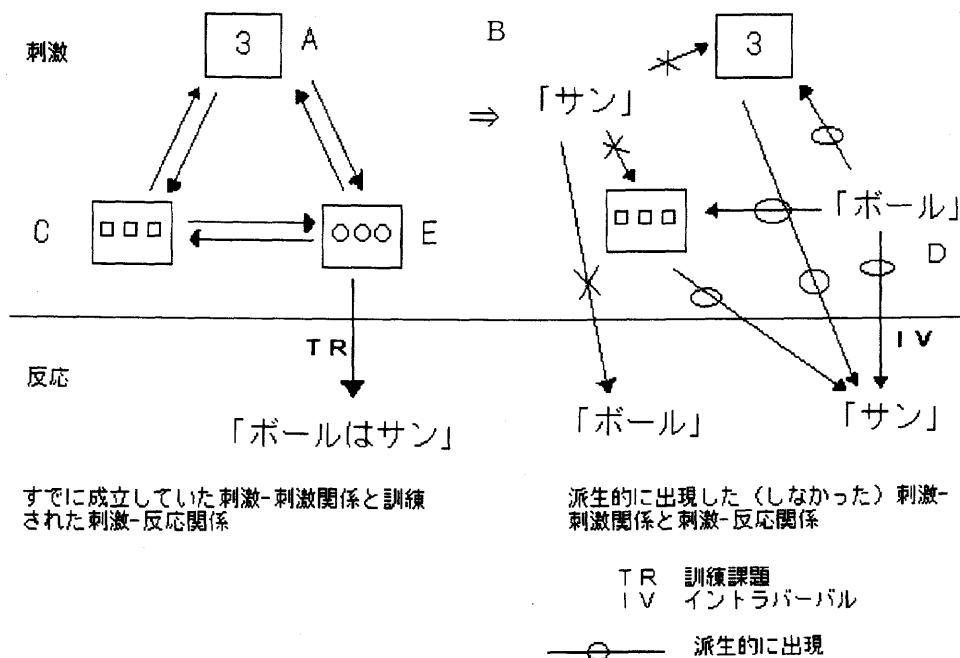 刺激
3
A
C
□□□
○○○
E
TR
反応
「ボールはサン」
すでに成立していた刺激-刺激関係と訓練
された刺激-反応関係
⇒
B
3
「サン」
□□□
「ボール」
D
IV
「ボール」
「サン」
派生的に出現した（しなかった）刺激-
刺激関係と刺激-反応関係
TR 訓練課題
IV イントラバーバル
派生的に出現